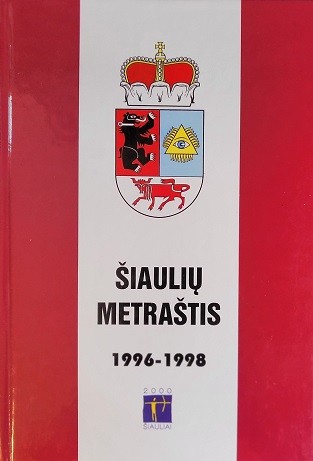 ŠIAULIŲ
METRAŠTIS
1996-1998
2000
ŠIAULIAI